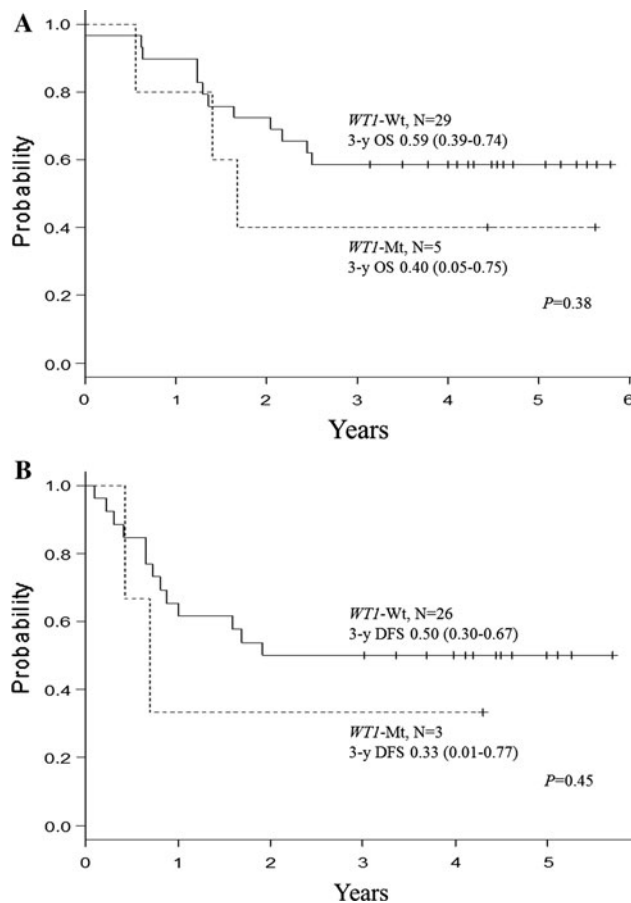 A
1.0
0.8
0.6
0.4
0.2
0.0
Probability
WT1-Wt, N=29
3-y OS 0.59 (0.39-0.74)
WT1-Mt, N=5
3-y OS 0.40 (0.05-0.75)
P=0.38
0 1 2 3 4 5 6
Years
B
1.0
0.8
0.6
0.4
0.2
0.0
Probability
WT1-Wt, N=26
3-y DFS 0.50 (0.30-0.67)
WT1-Mt, N=3
3-y DFS 0.33 (0.01-0.77)
P=0.45
0 1 2 3 4 5
Years